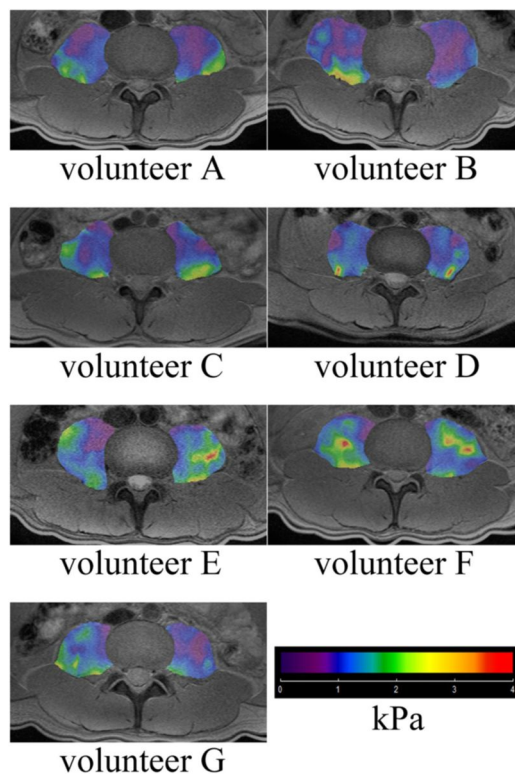 volunteer A
volunteer B
volunteer C
volunteer D
volunteer E
volunteer F
volunteer G
0 1 2 3 4
kPa